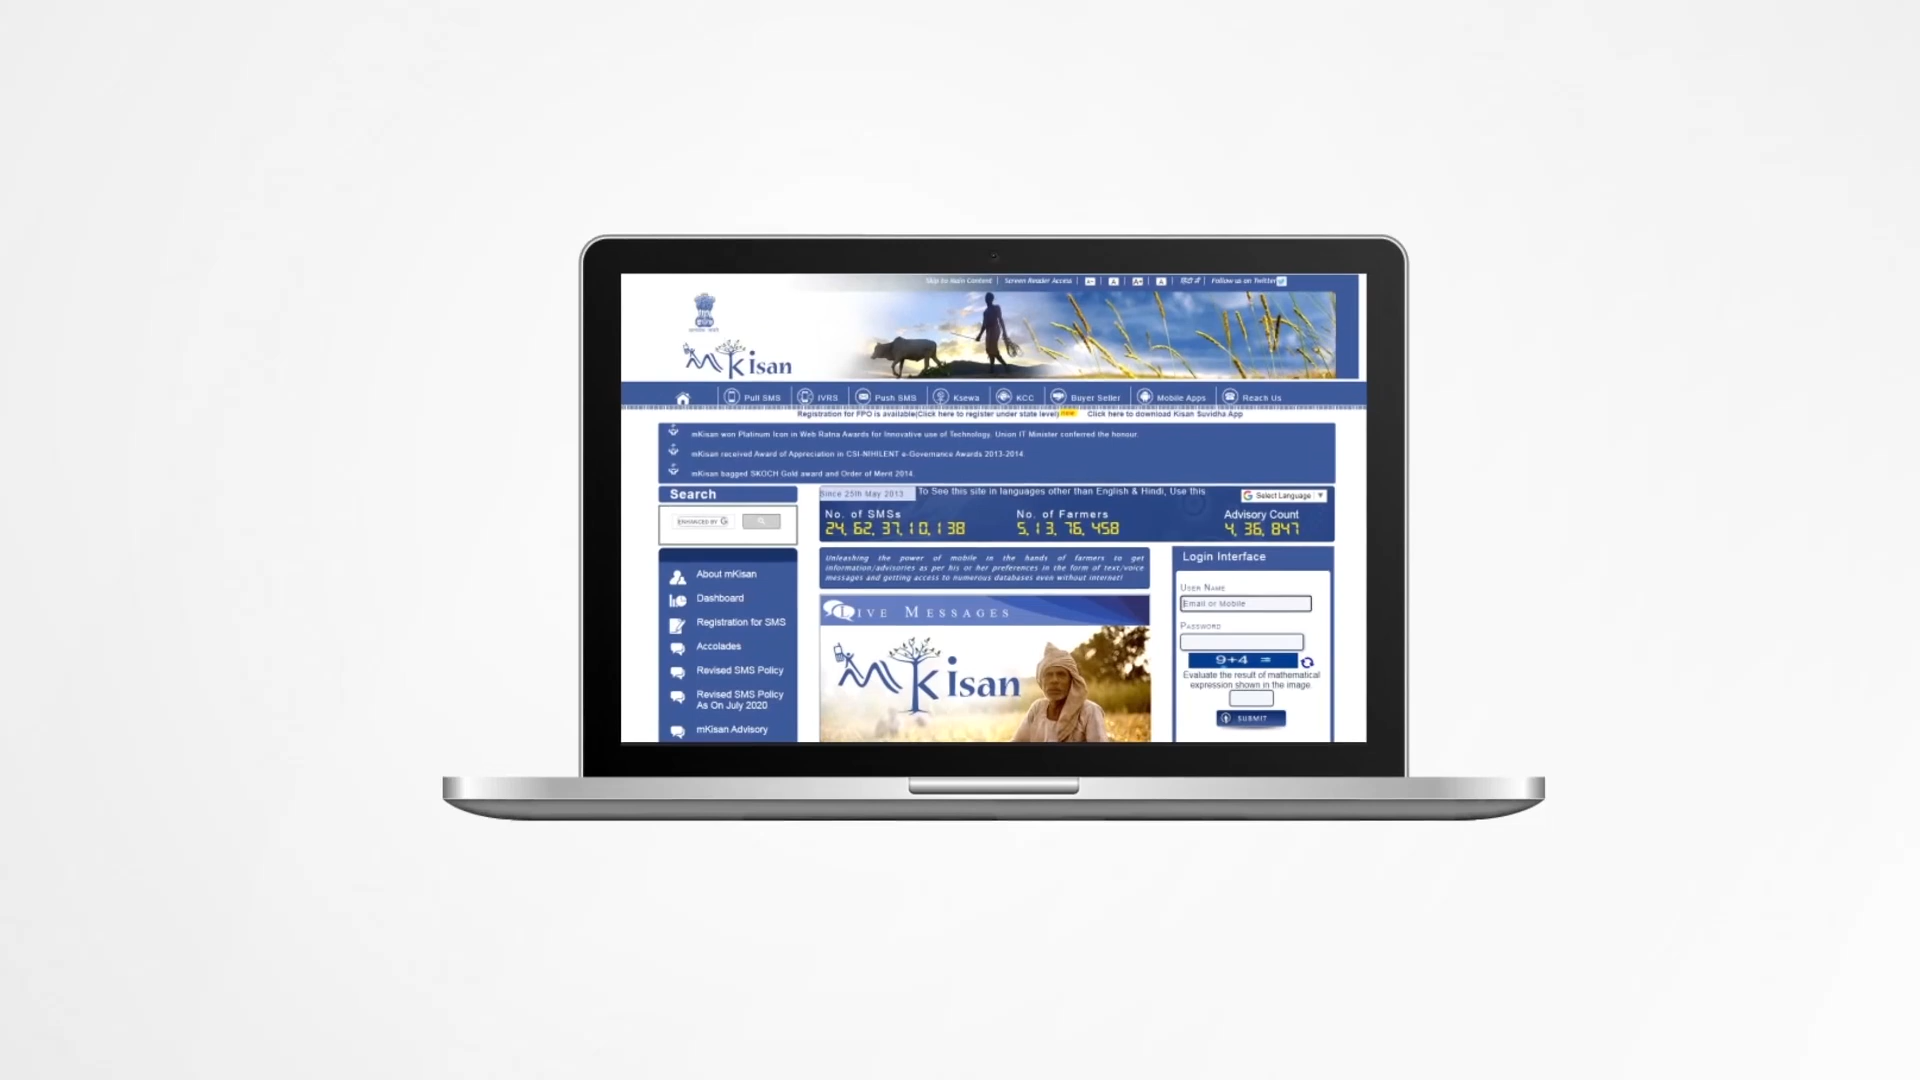 Skip to Main Content | Screen Reader Access | A- | A | A+ | A | हिंदी में | Follow us on Twitter
mKisan
Pull SMS | IVRS | Push SMS | Ksewa | KCC | Buyer Seller | Mobile Apps | Reach Us
Registration for FPO is available(Click here to register under state level) new Click here to download Kisan Suvidha App
mKisan won Platinum Icon in Web Ratna Awards for Innovative use of Technology. Union IT Minister conferred the honour.
mKisan received Award of Appreciation in CSI-NIHILENT e-Governance Awards 2013-2014
mKisan bagged SKOCH Gold award and Order of Merit 2014.
Search
ENHANCED BY G
Since 25th May 2013 To See this site in languages other than English & Hindi, Use this
Select Language ▼
No. of SMSs No. of Farmers Advisory Count
24, 62, 37, 10, 138 5, 13, 76, 458 4, 36, 847
About mKisan
Dashboard
Registration for SMS
Accolades
Revised SMS Policy
Revised SMS Policy
As On July 2020
mKisan Advisory
Unleashing the power of mobile in the hands of farmers to get
information/advisories as per his or her preferences in the form of text/voice
messages and getting access to numerous databases even without internet!
Live Messages
mKisan
Login Interface
User Name
Email or Mobile
Password
9+4 =
Evaluate the result of mathematical
expression shown in the image
SUBMIT